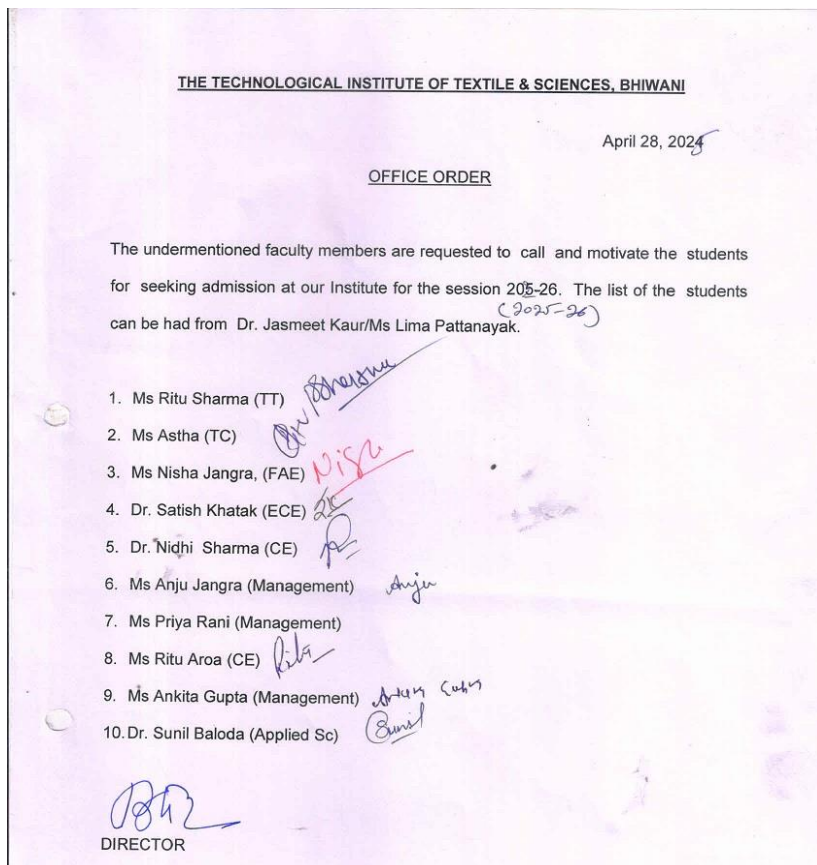 THE TECHNOLOGICAL INSTITUTE OF TEXTILE & SCIENCES, BHIWANI
April 28, 2025
OFFICE ORDER
The undermentioned faculty members are requested to call and motivate the students
for seeking admission at our Institute for the session 205-26. The list of the students
(2025-26)
can be had from Dr. Jasmeet Kaur/Ms Lima Pattanayak.
1. Ms Ritu Sharma (TT) Sharma
2. Ms Astha (TC)
3. Ms Nisha Jangra, (FAE) Nisha
4. Dr. Satish Khatak (ECE)
5. Dr. Nidhi Sharma (CE)
6. Ms Anju Jangra (Management) Anju
7. Ms Priya Rani (Management)
8. Ms Ritu Aroa (CE) Ritu
9. Ms Ankita Gupta (Management)
10. Dr. Sunil Baloda (Applied Sc) Sunil
DIRECTOR